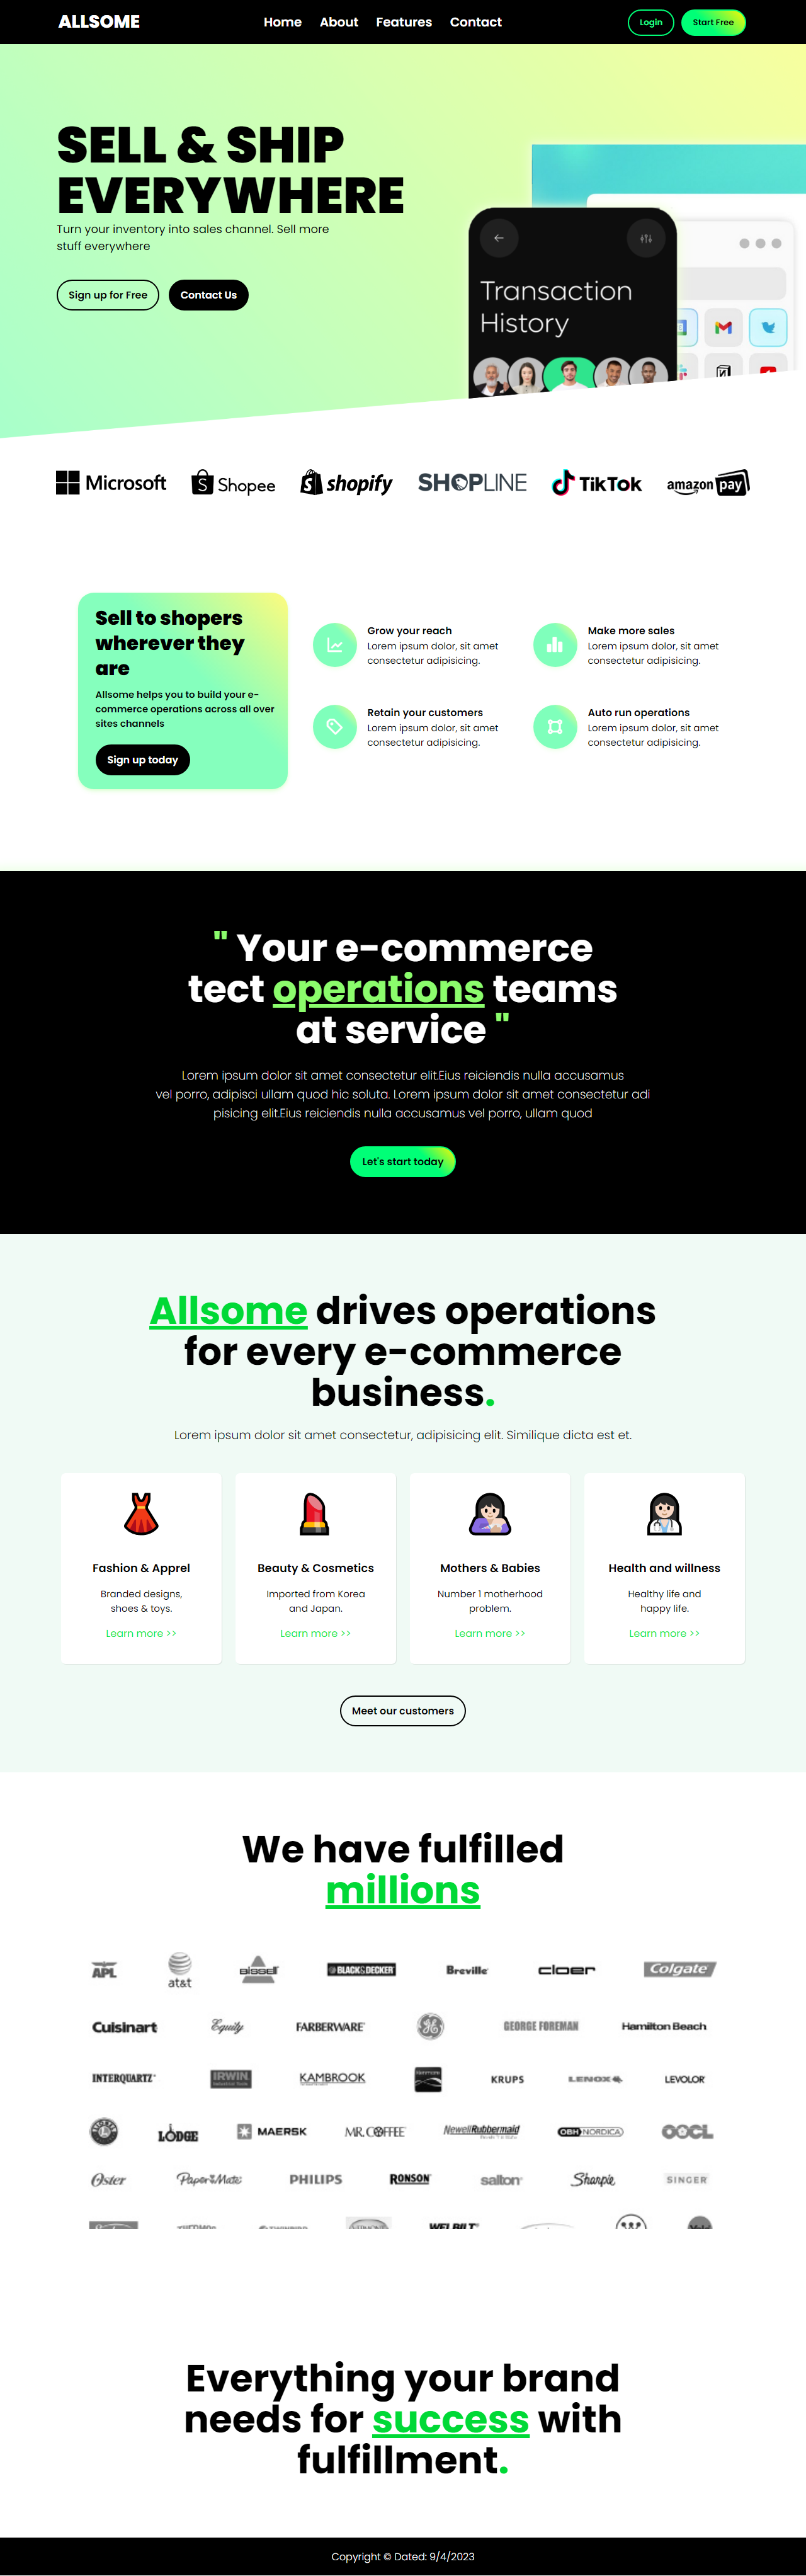 ALLSOME
Home About Features Contact
Login Start Free
SELL & SHIP
EVERYWHERE
Turn your inventory into sales channel. Sell more
stuff everywhere
Sign up for Free Contact Us
Transaction
History
Microsoft Shopee shopify SHOPLINE TikTok amazon pay
Sell to shopers
wherever they
are
Allsome helps you to build your e-
commerce operations across all over
sites channels
Sign up today
Grow your reach
Lorem ipsum dolor, sit amet
consectetur adipisicing.
Make more sales
Lorem ipsum dolor, sit amet
consectetur adipisicing.
Retain your customers
Lorem ipsum dolor, sit amet
consectetur adipisicing.
Auto run operations
Lorem ipsum dolor, sit amet
consectetur adipisicing.
" Your e-commerce
tect operations teams
at service "
Lorem ipsum dolor sit amet consectetur elit.Eius reiciendis nulla accusamus
vel porro, adipisci ullam quod hic soluta. Lorem ipsum dolor sit amet consectetur adi
pisicing elit.Eius reiciendis nulla accusamus vel porro, ullam quod
Let's start today
Allsome drives operations
for every e-commerce
business.
Lorem ipsum dolor sit amet consectetur, adipisicing elit. Similique dicta est et.
Fashion & Apprel
Branded designs,
shoes & toys.
Learn more >>
Beauty & Cosmetics
Imported from Korea
and Japan.
Learn more >>
Mothers & Babies
Number 1 motherhood
problem.
Learn more >>
Health and willness
Healthy life and
happy life.
Learn more >>
Meet our customers
We have fulfilled
millions
APL at&t BISSELL BLACK&DECKER Breville cloer Colgate
Cuisinart Equity FARBERWARE GE GEORGE FOREMAN Hamilton Beach
INTERQUARTZ IRWIN KAMBROOK KRUPS LENOX LEVOLOR
LODGE MAERSK MR. COFFEE NewellRubbermaid OBH NORDICA OOCL
Oster PaperMate PHILIPS RONSON salton Sharpie SINGER
THERMOS WELBILT
Everything your brand
needs for success with
fulfillment.
Copyright © Dated: 9/4/2023